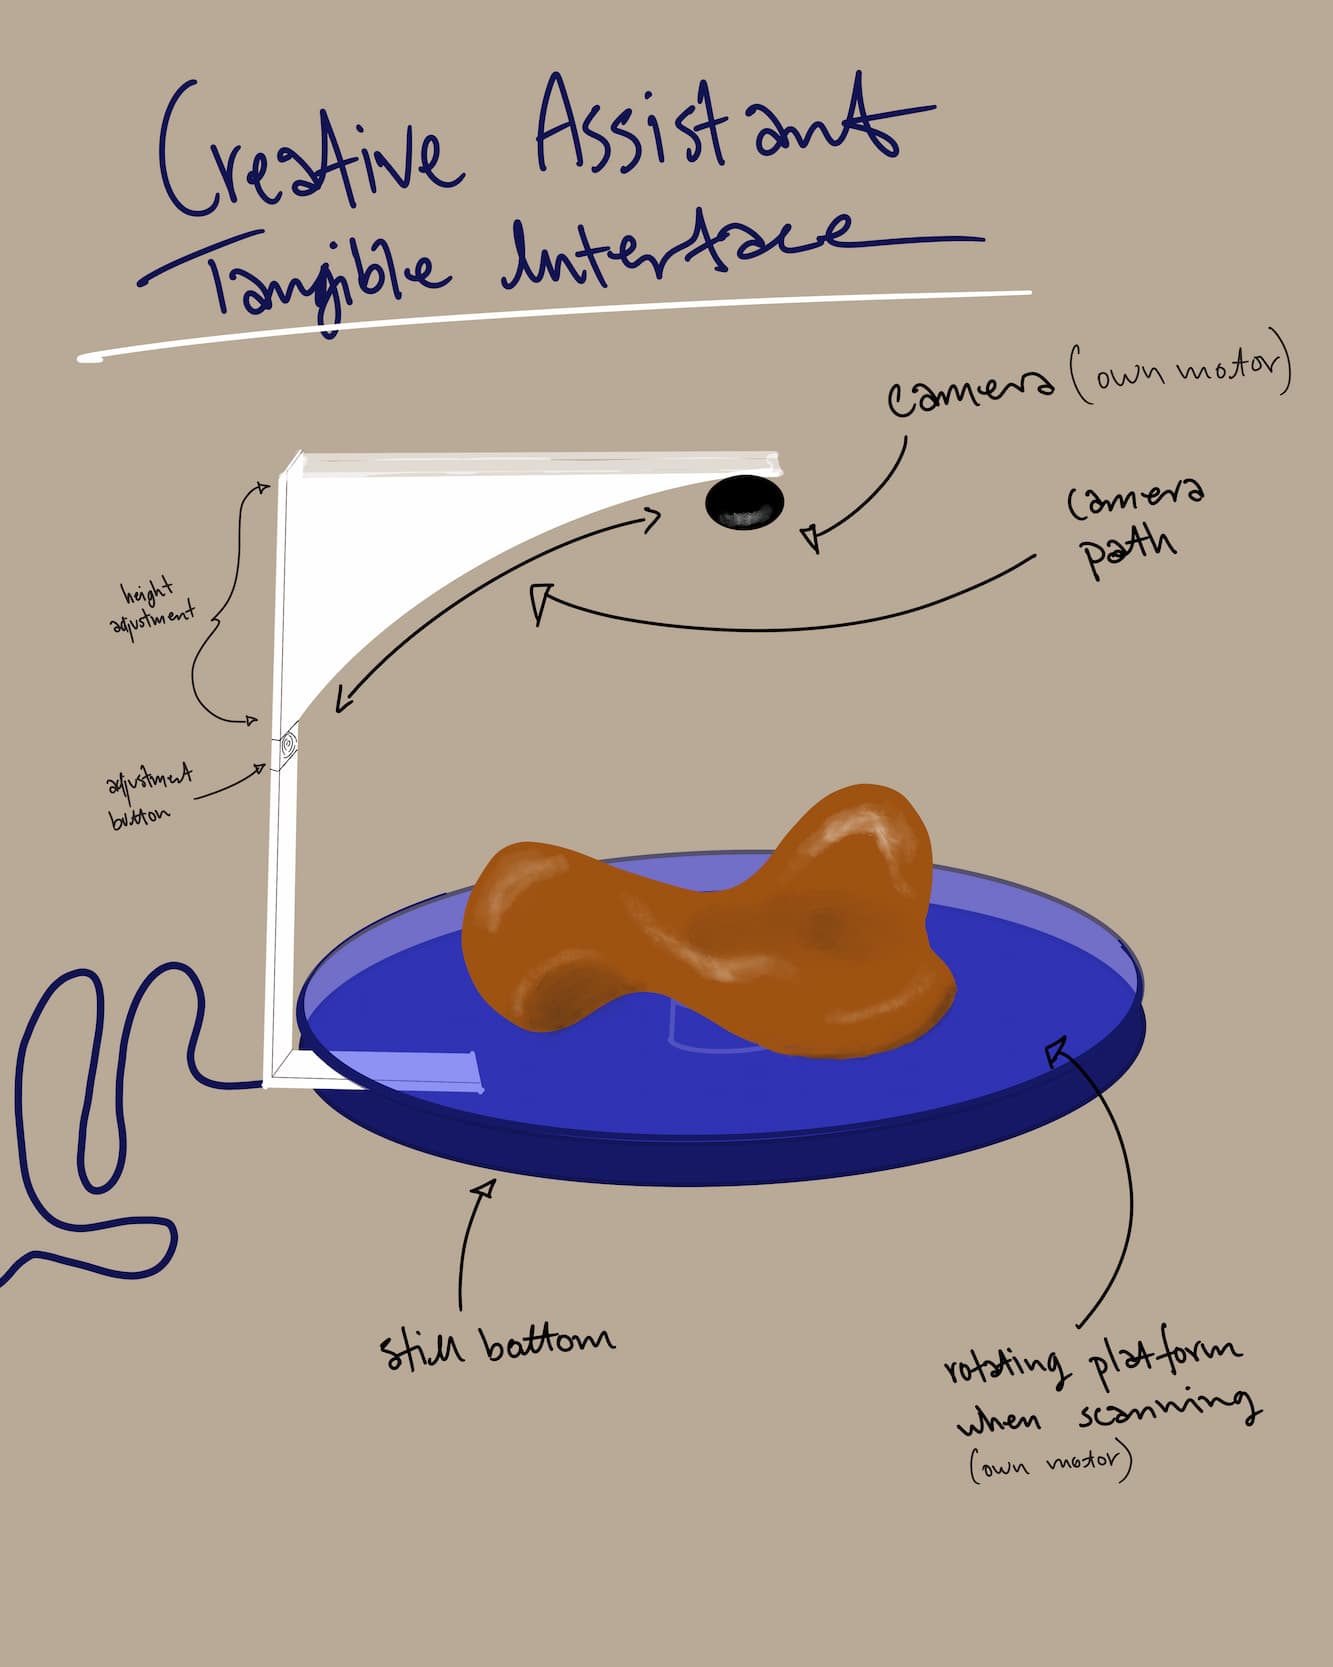 Creative Assistant
Tangible Interface
camera (own motor)
camera
path
height
adjustment
adjustment
button
still bottom
rotating platform
when scanning
(own motor)